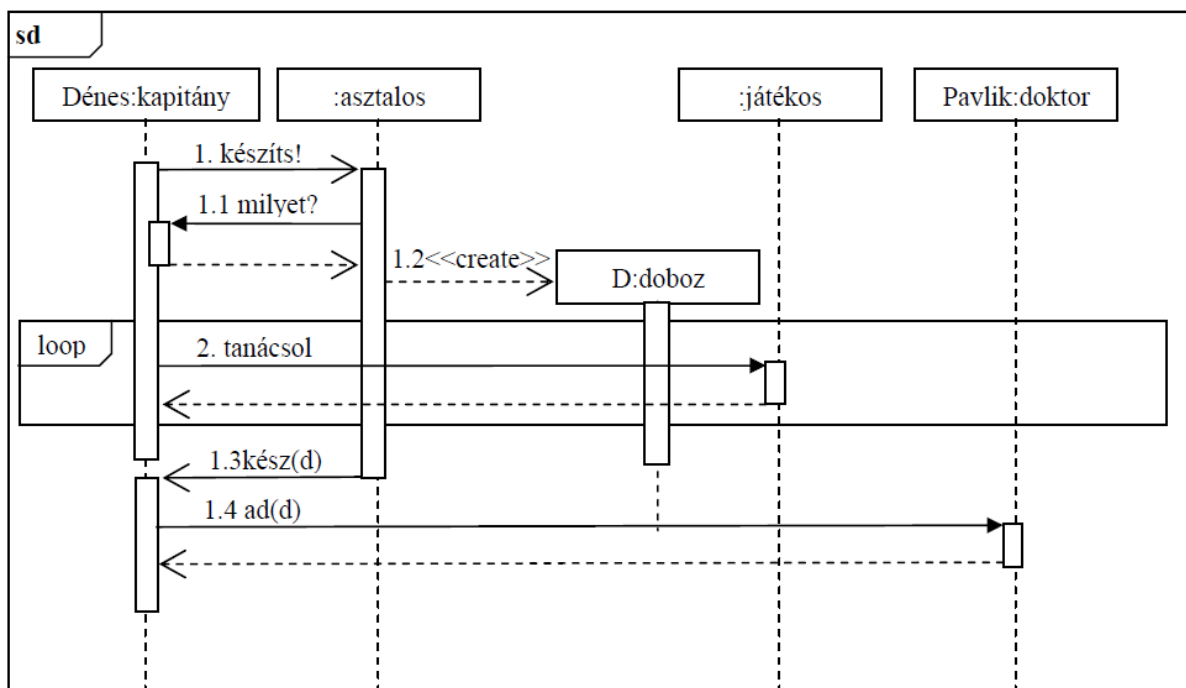 sd
Dénes:kapitány
:asztalos
:játékos
Pavlik:doktor
1. készíts!
1.1 milyet?
1.2<<create>>
D:doboz
loop
2. tanácsol
1.3kész(d)
1.4 ad(d)